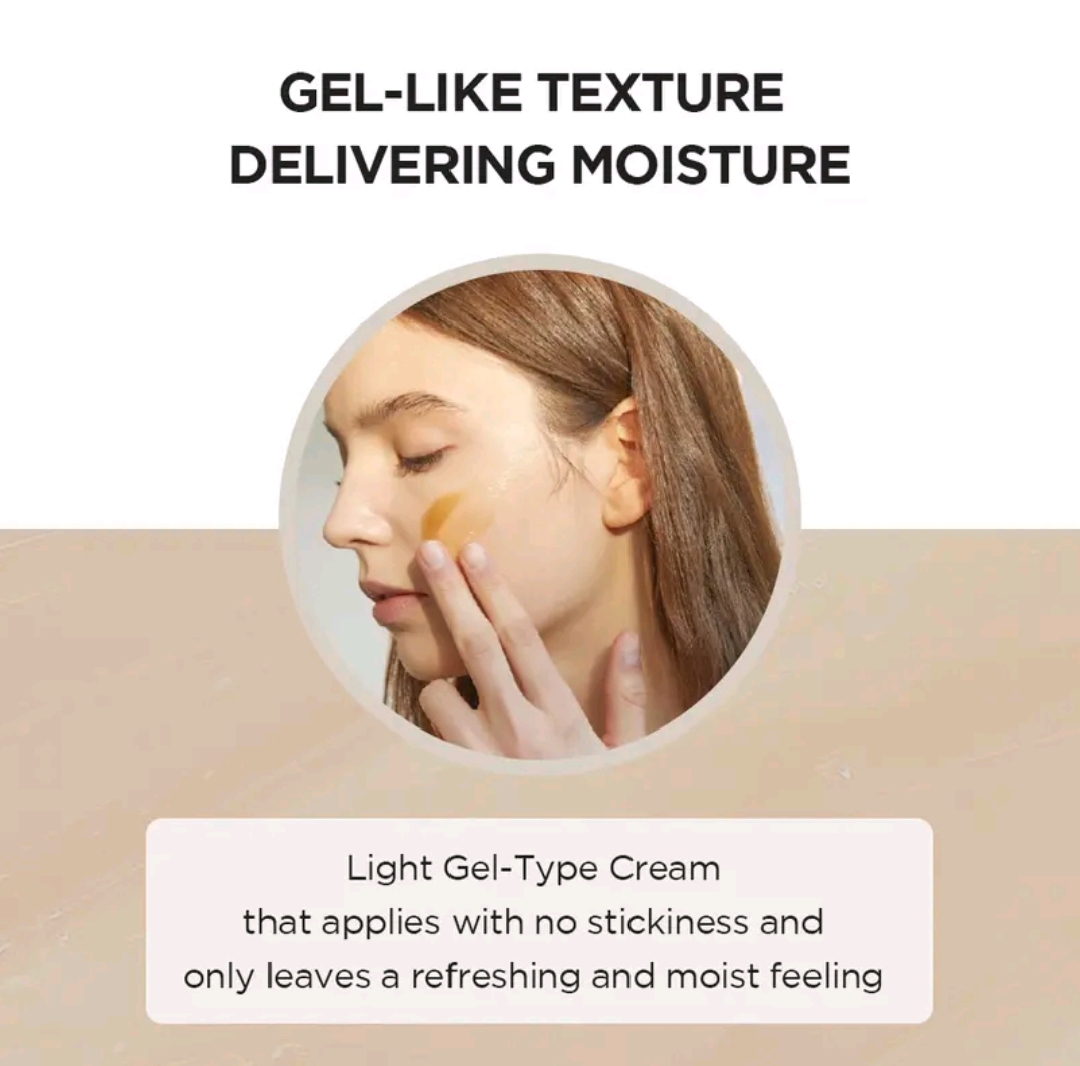 GEL-LIKE TEXTURE
DELIVERING MOISTURE
Light Gel-Type Cream
that applies with no stickiness and
only leaves a refreshing and moist feeling